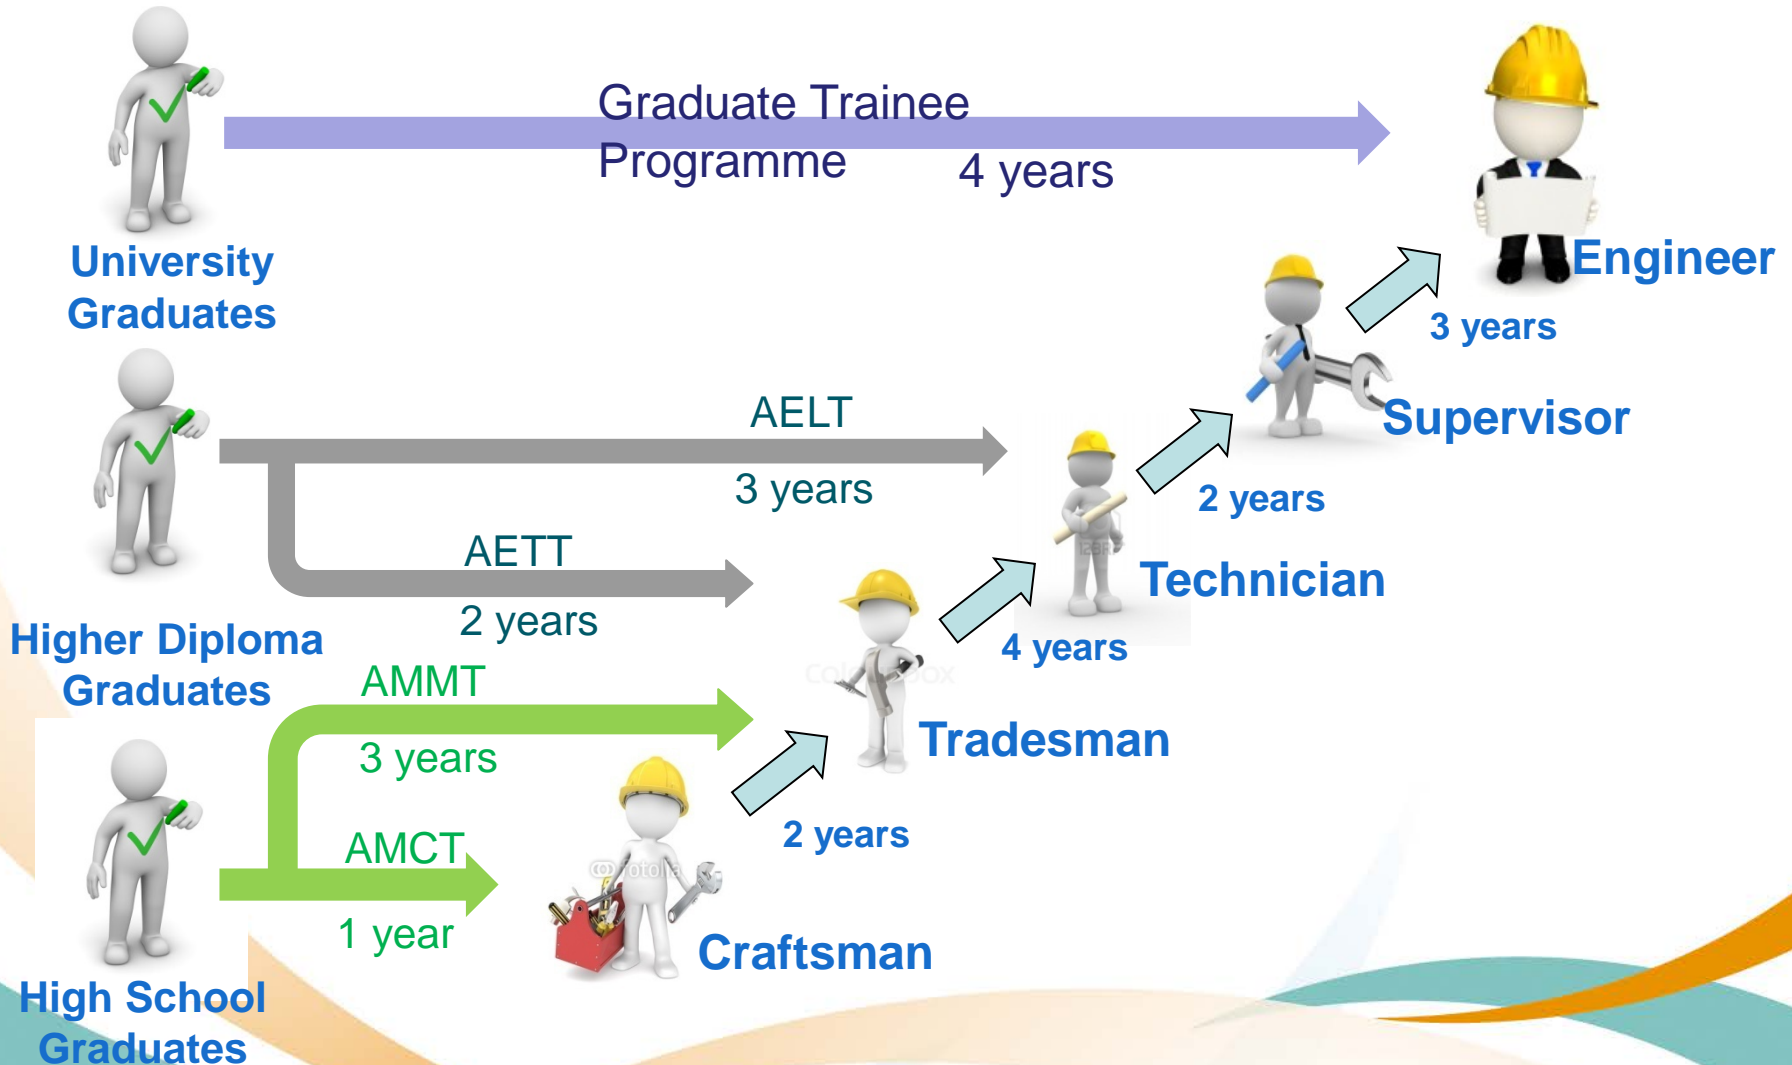 Graduate Trainee
Programme
4 years
University
Graduates
Engineer
3 years
AELT
3 years
Supervisor
2 years
AETT
2 years
Technician
4 years
Higher Diploma
Graduates
AMMT
3 years
Tradesman
2 years
AMCT
1 year
Craftsman
High School
Graduates